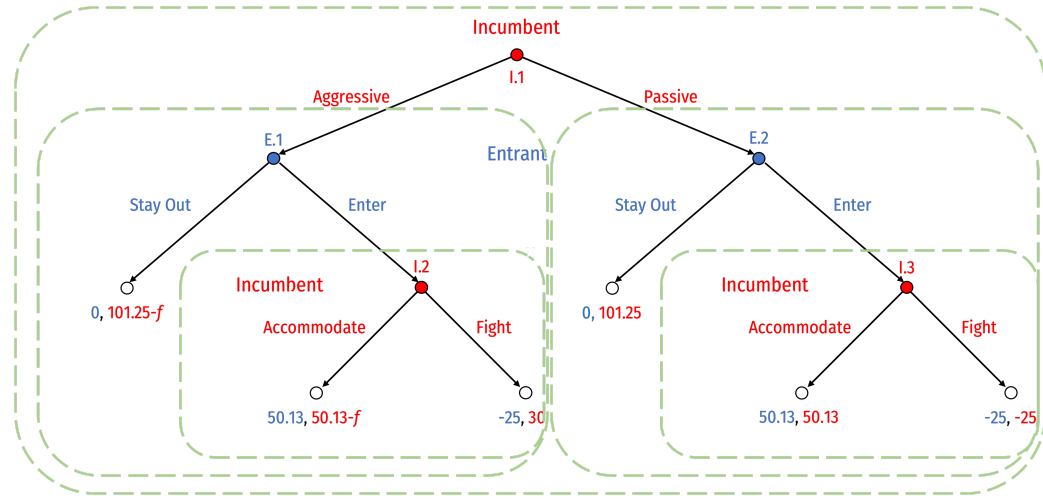 Incumbent
I.1
Aggressive
Passive
E.1
Entrant
E.2
Stay Out
Enter
Stay Out
Enter
I.2
I.3
Incumbent
Incumbent
Accommodate
Fight
Accommodate
Fight
0, 101.25-f
0, 101.25
50.13, 50.13-f
-25, 30
50.13, 50.13
-25, -25